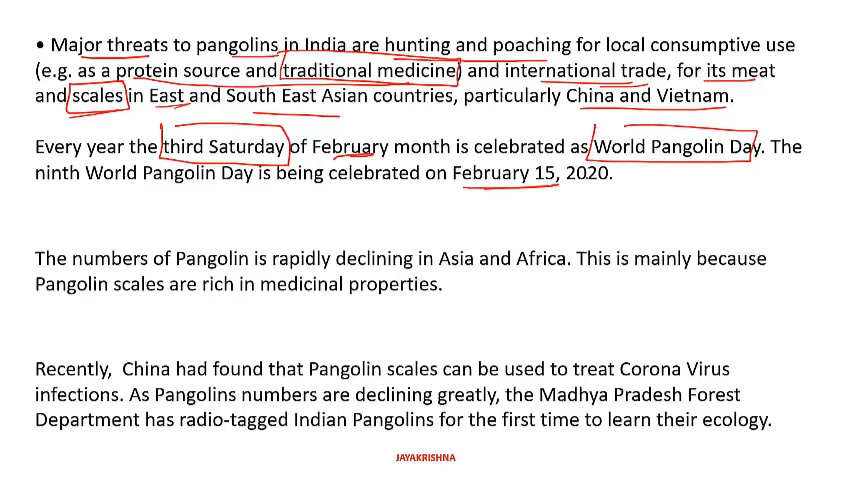 • Major threats to pangolins in India are hunting and poaching for local consumptive use
(e.g. as a protein source and traditional medicine) and international trade, for its meat
and scales in East and South East Asian countries, particularly China and Vietnam.
Every year the third Saturday of February month is celebrated as World Pangolin Day. The
ninth World Pangolin Day is being celebrated on February 15, 2020.
The numbers of Pangolin is rapidly declining in Asia and Africa. This is mainly because
Pangolin scales are rich in medicinal properties.
Recently,  China had found that Pangolin scales can be used to treat Corona Virus
infections. As Pangolins numbers are declining greatly, the Madhya Pradesh Forest
Department has radio-tagged Indian Pangolins for the first time to learn their ecology.
JAYAKRISHNA